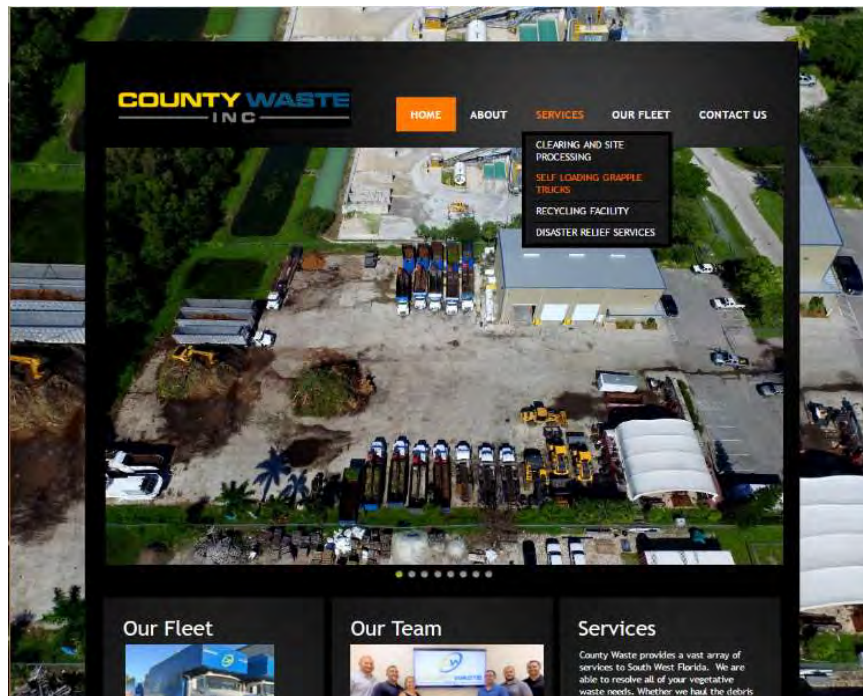 COUNTY WASTE
INC
HOME ABOUT SERVICES OUR FLEET CONTACT US
CLEARING AND SITE
PROCESSING
SELF LOADING GRAPPLE
TRUCKS
RECYCLING FACILITY
DISASTER RELIEF SERVICES
Our Fleet
Our Team
WASTE
Services
County Waste provides a vast array of
services to South West Florida. We are
able to resolve all of your vegetative
waste needs. Whether we haul the debris